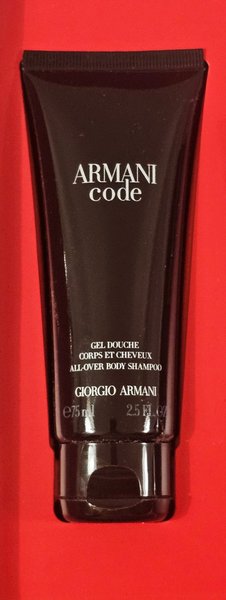 ARMANI
code
GEL DOUCHE
CORPS ET CHEVEUX
ALL-OVER BODY SHAMPOO
GIORGIO ARMANI
℮75 ml 2.5 FL.OZ